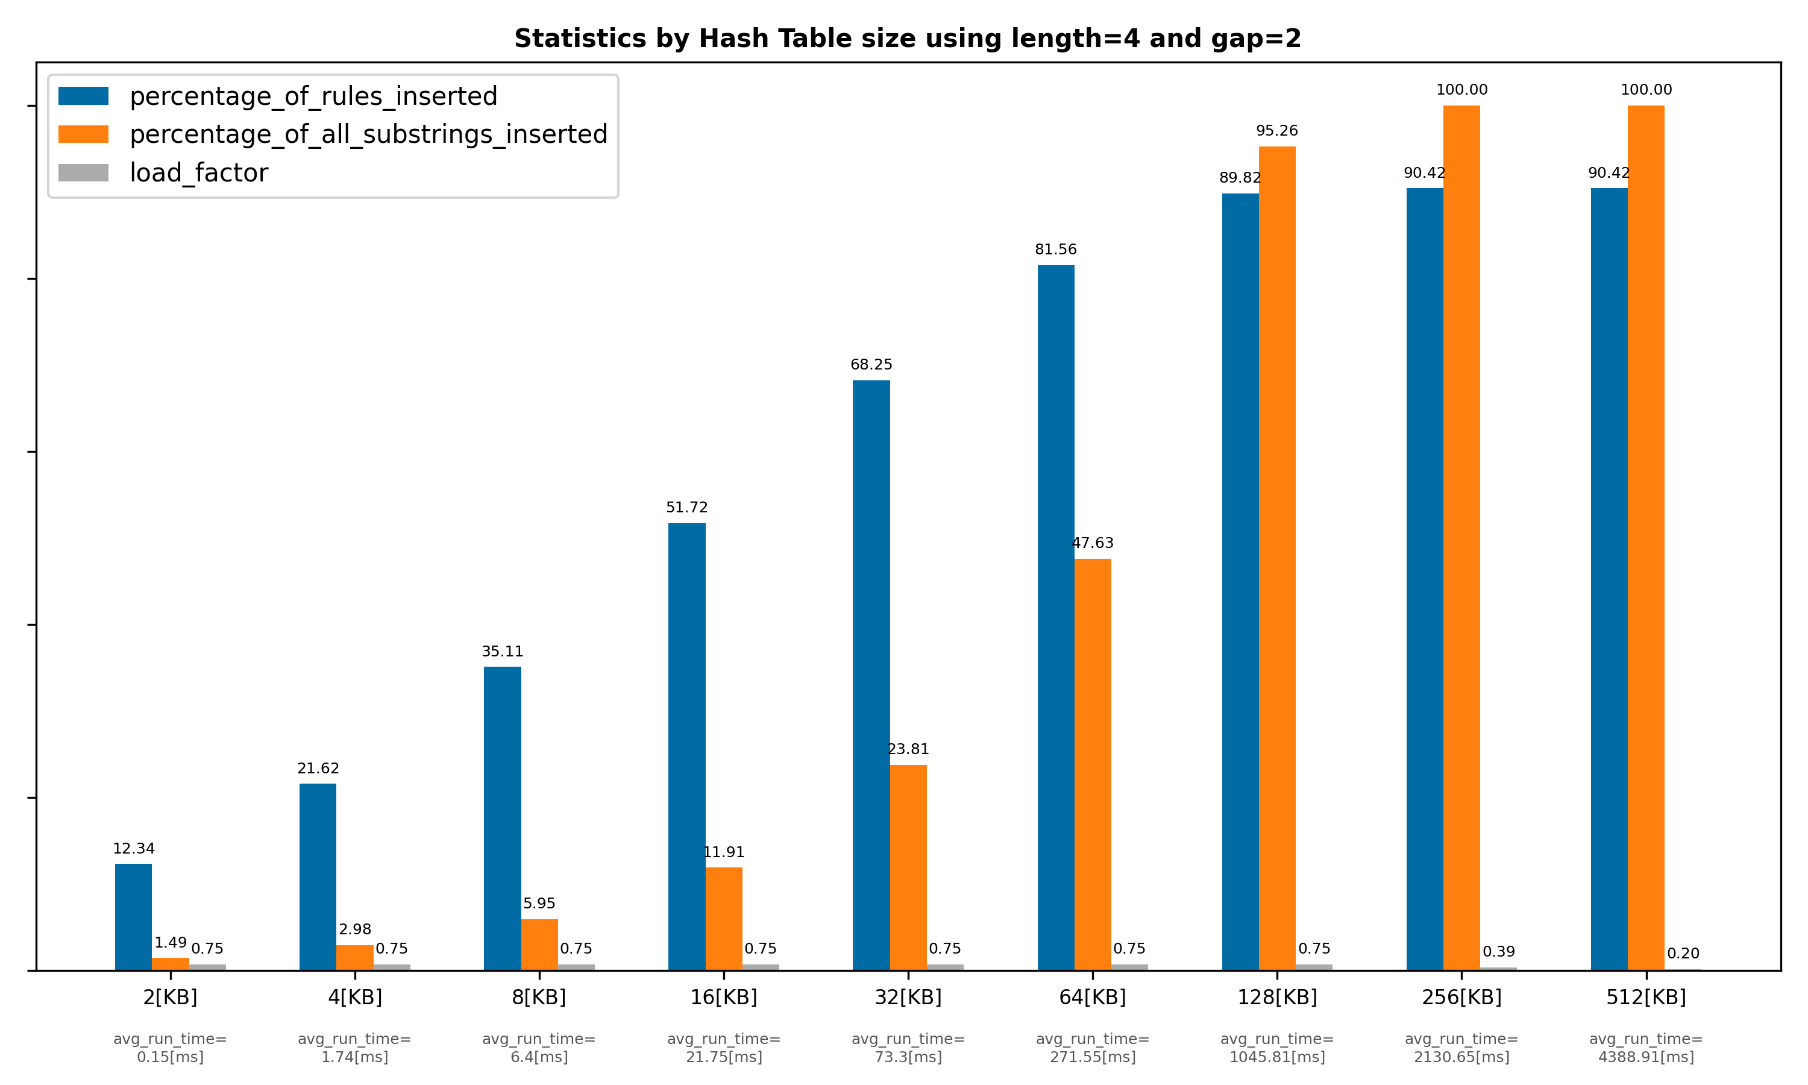 Statistics by Hash Table size using length=4 and gap=2
percentage_of_rules_inserted
percentage_of_all_substrings_inserted
load_factor
12.34
1.49
0.75
21.62
2.98
0.75
35.11
5.95
0.75
51.72
11.91
0.75
68.25
23.81
0.75
81.56
47.63
0.75
89.82
95.26
0.75
90.42
100.00
0.39
90.42
100.00
0.20
2[KB]
4[KB]
8[KB]
16[KB]
32[KB]
64[KB]
128[KB]
256[KB]
512[KB]
avg_run_time=
0.15[ms]
avg_run_time=
1.74[ms]
avg_run_time=
6.4[ms]
avg_run_time=
21.75[ms]
avg_run_time=
73.3[ms]
avg_run_time=
271.55[ms]
avg_run_time=
1045.81[ms]
avg_run_time=
2130.65[ms]
avg_run_time=
4388.91[ms]